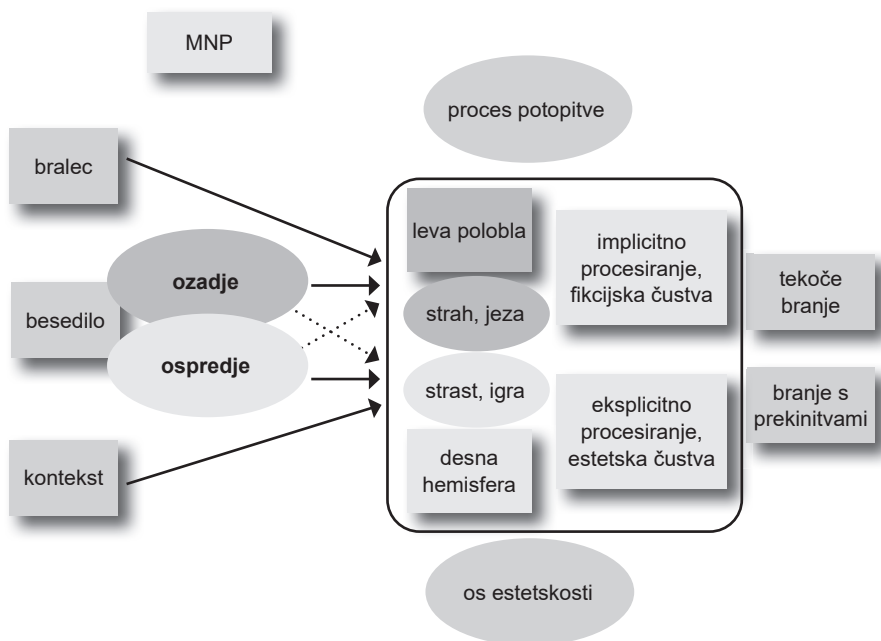 MNP
proces potopitve
bralec
leva polobla
implicitno
procesiranje,
fikcijska čustva
ozadje
tekoče
branje
besedilo
strah, jeza
ospredje
strast, igra
eksplicitno
procesiranje,
estetska čustva
branje s
prekinitvami
kontekst
desna
hemisfera
os estetskosti